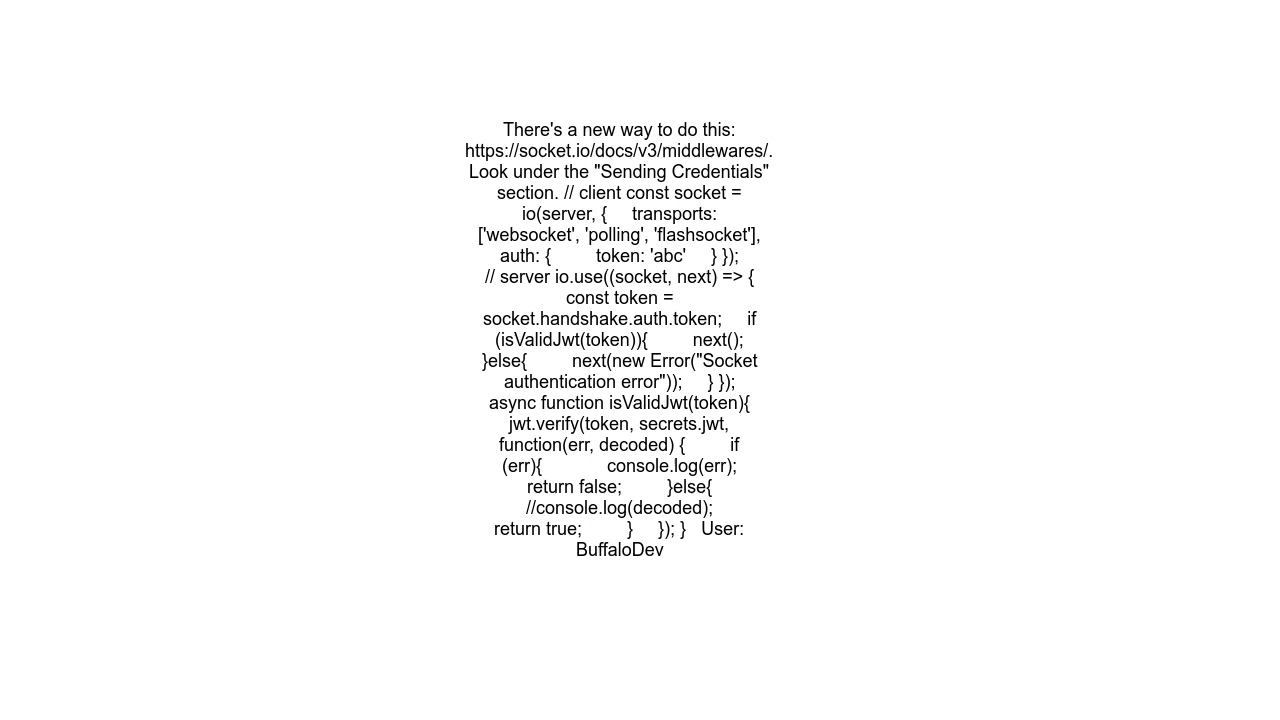 There's a new way to do this:
https://socket.io/docs/v3/middlewares/.
Look under the "Sending Credentials"
section. // client const socket =
io(server, {     transports:
['websocket', 'polling', 'flashsocket'],
auth: {         token: 'abc'     } });
// server io.use((socket, next) => {
const token =
socket.handshake.auth.token;     if
(isValidJwt(token)){         next();
}else{         next(new Error("Socket
authentication error"));     } });
async function isValidJwt(token){
jwt.verify(token, secrets.jwt,
function(err, decoded) {         if
(err){             console.log(err);
return false;         }else{
//console.log(decoded);
return true;         }     }); }   User:
BuffaloDev